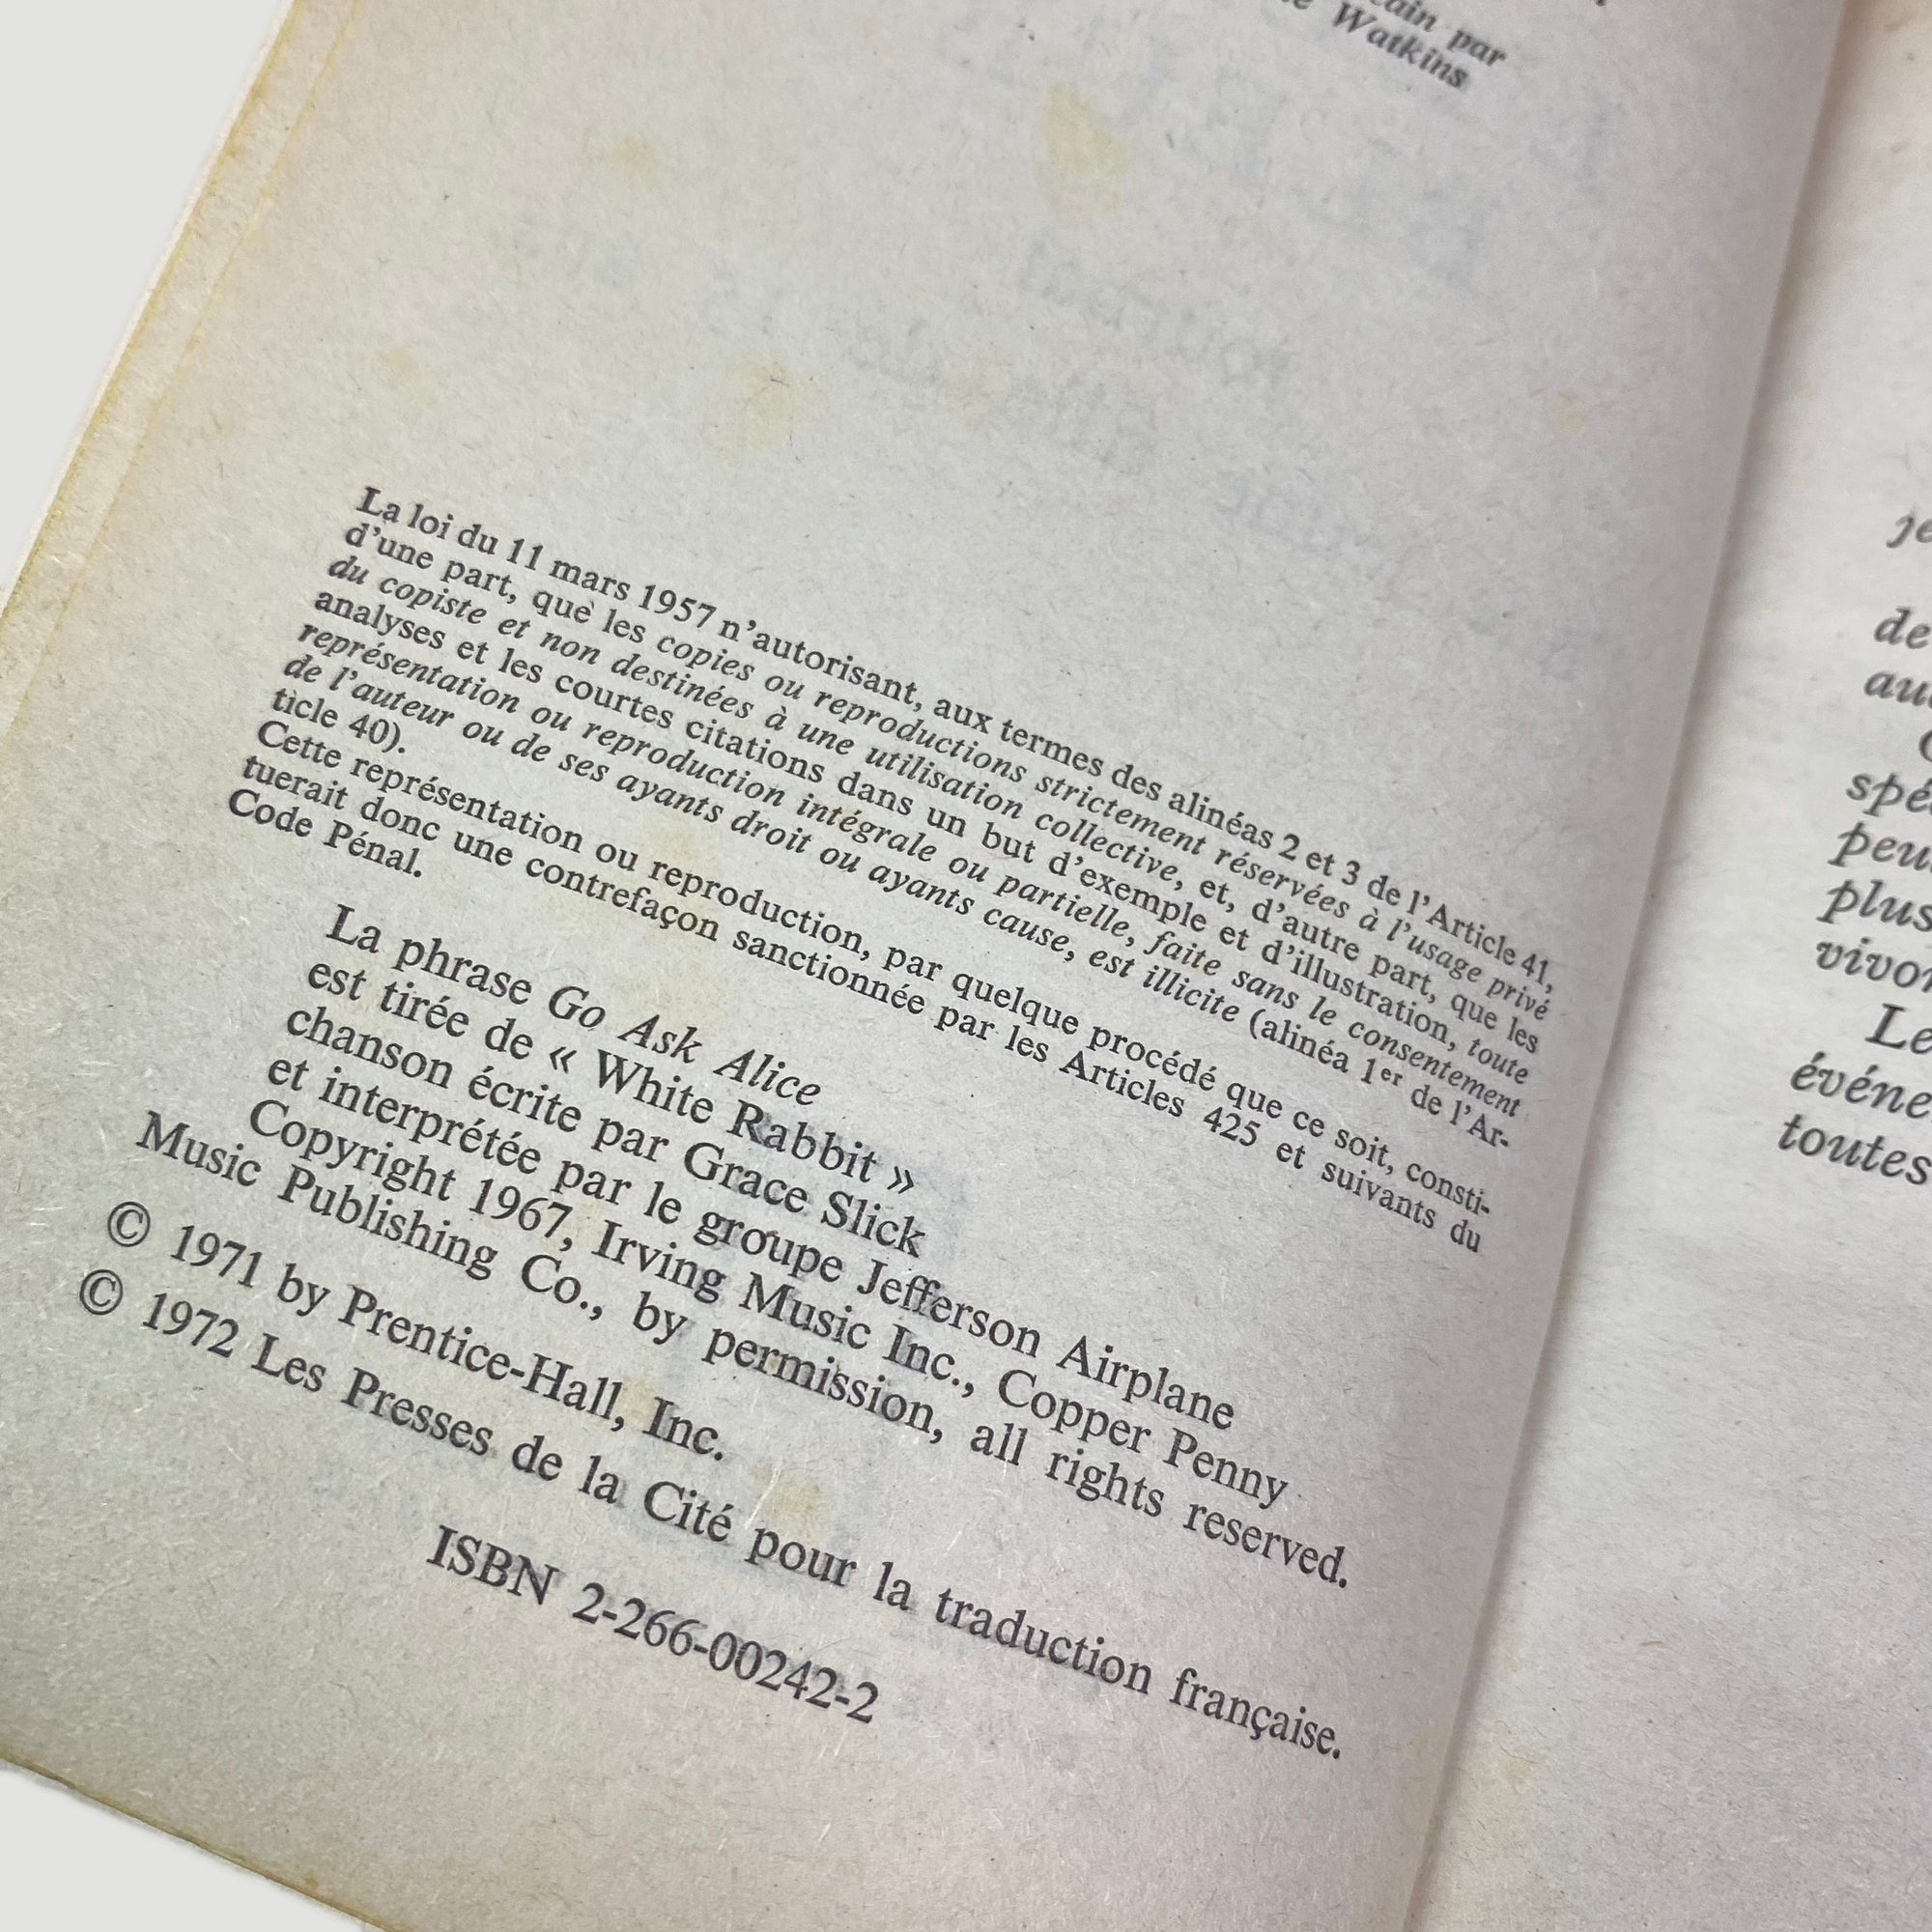 par
Watkins
La loi du 11 mars 1957 n'autorisant, aux termes des alinéas 2 et 3 de l'Article 41,
d'une part, que les copies ou reproductions strictement réservées à l'usage privé
du copiste et non destinées à une utilisation collective, et, d'autre part, que les
analyses et les courtes citations dans un but d'exemple et d'illustration, toute
représentation ou reproduction intégrale ou partielle, faite sans le consentement
de l'auteur ou de ses ayants droit ou ayants cause, est illicite (alinéa 1er de l'Ar-
ticle 40).
Cette représentation ou reproduction, par quelque procédé que ce soit, consti-
tuerait donc une contrefaçon sanctionnée par les Articles 425 et suivants du
Code Pénal.
La phrase Go Ask Alice
est tirée de « White Rabbit »
chanson écrite par Grace Slick
et interprétée par le groupe Jefferson Airplane
Copyright 1967, Irving Music Inc., Copper Penny
Music Publishing Co., by permission, all rights reserved.
© 1971 by Prentice-Hall, Inc.
© 1972 Les Presses de la Cité pour la traduction française.
ISBN 2-266-00242-2
de
plus
Le
toutes